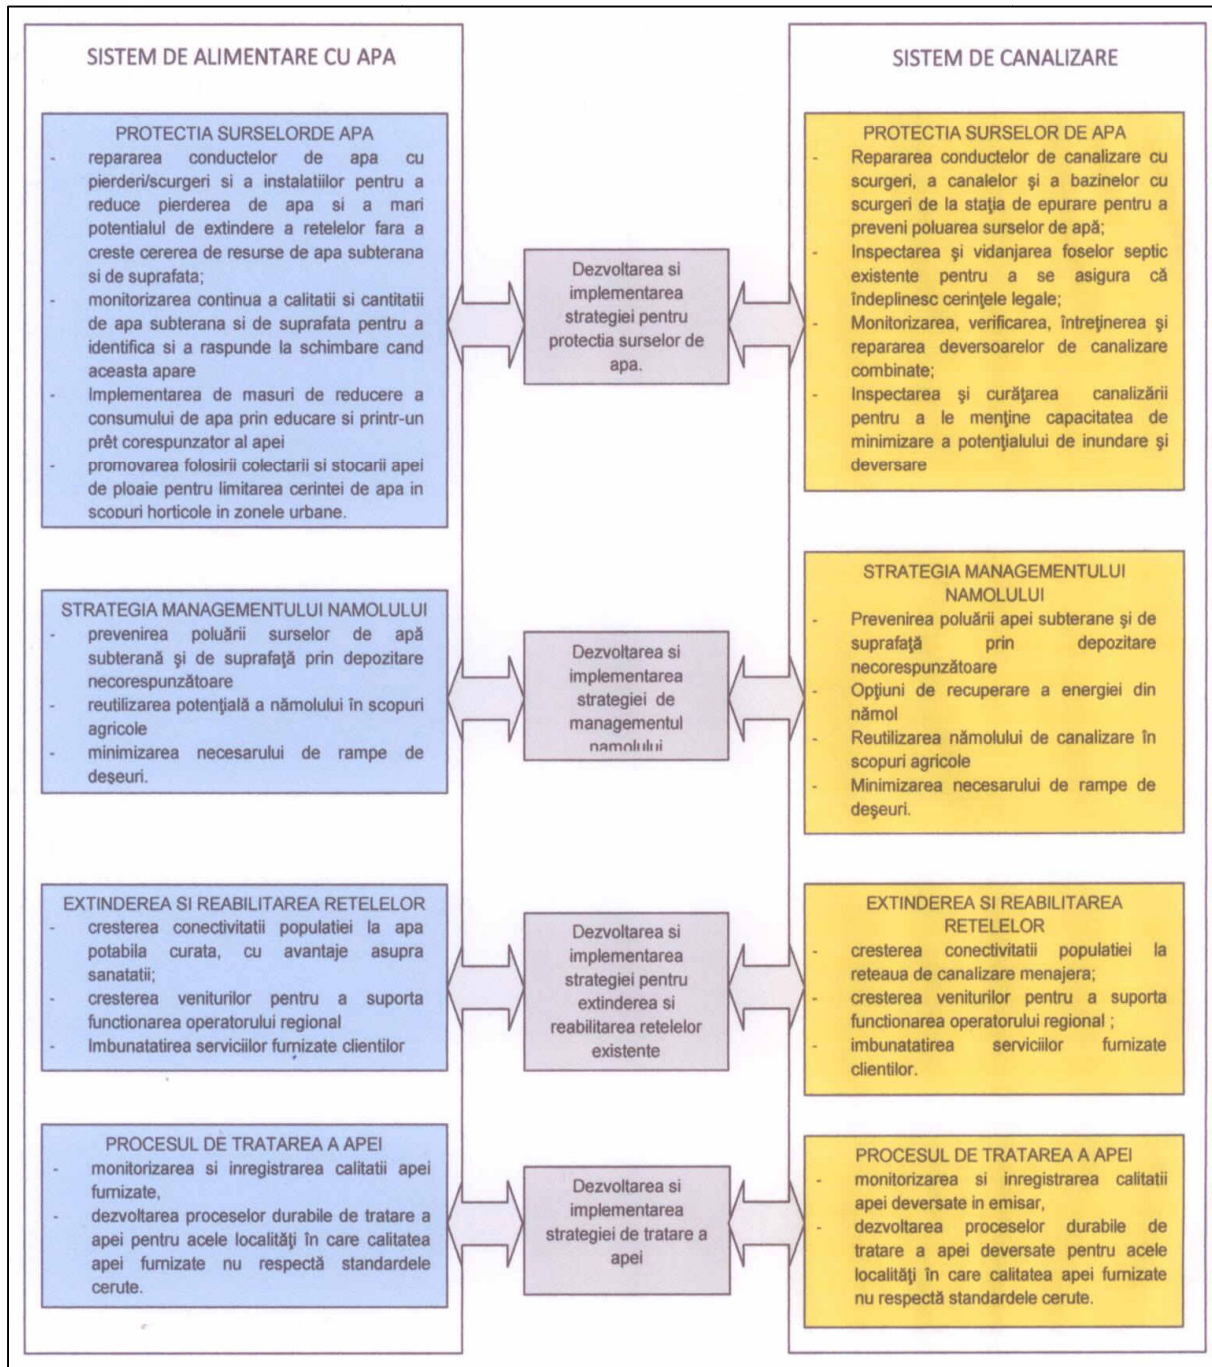 SISTEM DE ALIMENTARE CU APA
PROTECTIA SURSELORDE APA
- repararea conductelor de apa cu
pierderi/scurgeri si a instalatiilor pentru a
reduce pierderea de apa si a mari
potentialul de extindere a retelelor fara a
creste cererea de resurse de apa subterana
si de suprafata;
- monitorizarea continua a calitatii si cantitatii
de apa subterana si de suprafata pentru a
identifica si a raspunde la schimbare cand
aceasta apare
- Implementarea de masuri de reducere a
consumului de apa prin educare si printr-un
prêt corespunzator al apei
- promovarea folosirii colectarii si stocarii apei
de ploaie pentru limitarea cerintei de apa in
scopuri horticole in zonele urbane.
STRATEGIA MANAGEMENTULUI NAMOLULUI
- prevenirea poluării surselor de apă
subterană şi de suprafaţă prin depozitare
necorespunzătoare
- reutilizarea potenţială a nămolului în scopuri
agricole
- minimizarea necesarului de rampe de
deşeuri.
EXTINDEREA SI REABILITAREA RETELELOR
- cresterea conectivitatii populatiei la apa
potabila curata, cu avantaje asupra
sanatatii;
- cresterea veniturilor pentru a suporta
functionarea operatorului regional
- Imbunatatirea serviciilor furnizate clientilor
PROCESUL DE TRATAREA A APEI
- monitorizarea si inregistrarea calitatii apei
furnizate,
- dezvoltarea proceselor durabile de tratare a
apei pentru acele localităţi în care calitatea
apei furnizate nu respectă standardele
cerute.
Dezvoltarea si
implementarea
strategiei pentru
protectia surselor de
apa.
Dezvoltarea si
implementarea
strategiei de
managementul
namolului
Dezvoltarea si
implementarea
strategiei pentru
extinderea si
reabilitarea retelelor
existente
Dezvoltarea si
implementarea
strategiei de tratare a
apei
SISTEM DE CANALIZARE
PROTECTIA SURSELOR DE APA
- Repararea conductelor de canalizare cu
scurgeri, a canalelor şi a bazinelor cu
scurgeri de la staţia de epurare pentru a
preveni poluarea surselor de apă;
- Inspectarea şi vidanjarea foselor septic
existente pentru a se asigura că
îndeplinesc cerinţele legale;
- Monitorizarea, verificarea, întreţinerea şi
repararea deversoarelor de canalizare
combinate;
- Inspectarea şi curăţarea canalizării
pentru a le menţine capacitatea de
minimizare a potenţialului de inundare şi
deversare
STRATEGIA MANAGEMENTULUI
NAMOLULUI
- Prevenirea poluării apei subterane şi de
suprafaţă prin depozitare
necorespunzătoare
- Opţiuni de recuperare a energiei din
nămol
- Reutilizarea nămolului de canalizare în
scopuri agricole
- Minimizarea necesarului de rampe de
deşeuri.
EXTINDEREA SI REABILITAREA
RETELELOR
- cresterea conectivitatii populatiei la
reteaua de canalizare menajera;
- cresterea veniturilor pentru a suporta
functionarea operatorului regional ;
- imbunatatirea serviciilor furnizate
clientilor.
PROCESUL DE TRATAREA A APEI
- monitorizarea si inregistrarea calitatii
apei deversate in emisar,
- dezvoltarea proceselor durabile de
tratare a apei deversate pentru acele
localităţi în care calitatea apei furnizate
nu respectă standardele cerute.